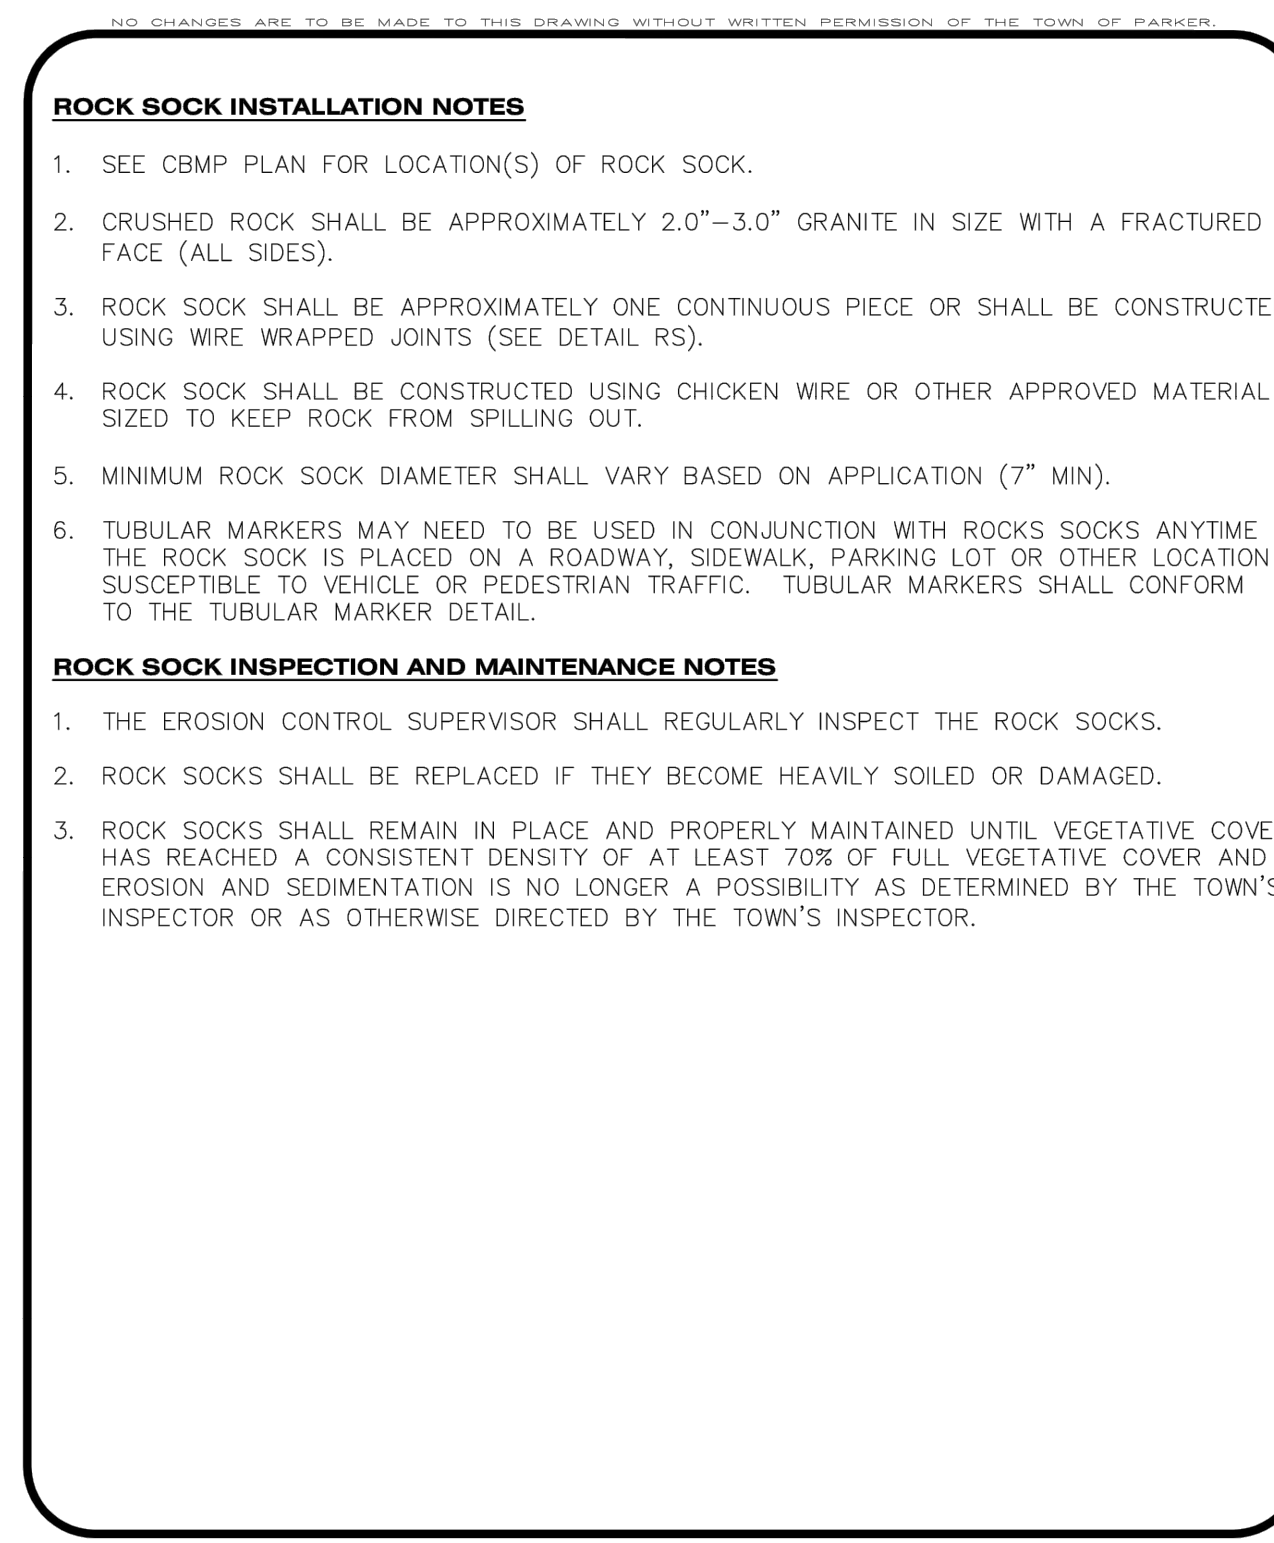 NO CHANGES ARE TO BE MADE TO THIS DRAWING WITHOUT WRITTEN PERMISSION OF THE TOWN OF PARKER.
ROCK SOCK INSTALLATION NOTES
1. SEE CBMP PLAN FOR LOCATION(S) OF ROCK SOCK.
2. CRUSHED ROCK SHALL BE APPROXIMATELY 2.0"–3.0" GRANITE IN SIZE WITH A FRACTURED
FACE (ALL SIDES).
3. ROCK SOCK SHALL BE APPROXIMATELY ONE CONTINUOUS PIECE OR SHALL BE CONSTRUCTE
USING WIRE WRAPPED JOINTS (SEE DETAIL RS).
4. ROCK SOCK SHALL BE CONSTRUCTED USING CHICKEN WIRE OR OTHER APPROVED MATERIAL
SIZED TO KEEP ROCK FROM SPILLING OUT.
5. MINIMUM ROCK SOCK DIAMETER SHALL VARY BASED ON APPLICATION (7" MIN).
6. TUBULAR MARKERS MAY NEED TO BE USED IN CONJUNCTION WITH ROCKS SOCKS ANYTIME
THE ROCK SOCK IS PLACED ON A ROADWAY, SIDEWALK, PARKING LOT OR OTHER LOCATION
SUSCEPTIBLE TO VEHICLE OR PEDESTRIAN TRAFFIC. TUBULAR MARKERS SHALL CONFORM
TO THE TUBULAR MARKER DETAIL.
ROCK SOCK INSPECTION AND MAINTENANCE NOTES
1. THE EROSION CONTROL SUPERVISOR SHALL REGULARLY INSPECT THE ROCK SOCKS.
2. ROCK SOCKS SHALL BE REPLACED IF THEY BECOME HEAVILY SOILED OR DAMAGED.
3. ROCK SOCKS SHALL REMAIN IN PLACE AND PROPERLY MAINTAINED UNTIL VEGETATIVE COVE
HAS REACHED A CONSISTENT DENSITY OF AT LEAST 70% OF FULL VEGETATIVE COVER AND
EROSION AND SEDIMENTATION IS NO LONGER A POSSIBILITY AS DETERMINED BY THE TOWN'S
INSPECTOR OR AS OTHERWISE DIRECTED BY THE TOWN'S INSPECTOR.